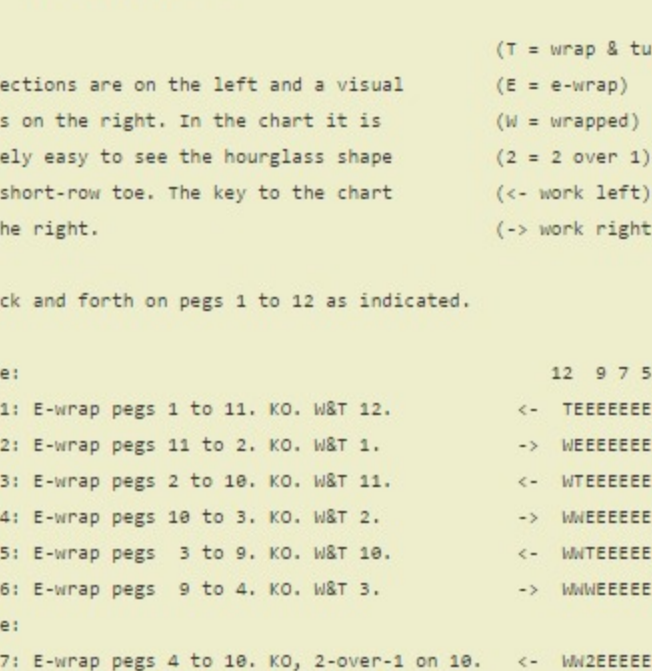 (T = wrap & tu
ections are on the left and a visual (E = e-wrap)
s on the right. In the chart it is (W = wrapped)
ely easy to see the hourglass shape (2 = 2 over 1)
short-row toe. The key to the chart (<- work left)
he right. (-> work right
ck and forth on pegs 1 to 12 as indicated.
e: 12 9 7 5
1: E-wrap pegs 1 to 11. KO. W&T 12. <- TEEEEEEE
2: E-wrap pegs 11 to 2. KO. W&T 1. -> WEEEEEEE
3: E-wrap pegs 2 to 10. KO. W&T 11. <- WTEEEEEE
4: E-wrap pegs 10 to 3. KO. W&T 2. -> WWEEEEEE
5: E-wrap pegs 3 to 9. KO. W&T 10. <- WWTEEEEE
6: E-wrap pegs 9 to 4. KO. W&T 3. -> WWWEEEEE
e:
7: E-wrap pegs 4 to 10. KO, 2-over-1 on 10. <- WW2EEEEE